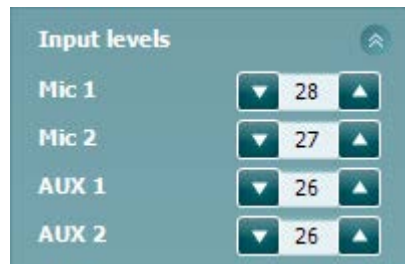 Input levels
Mic 1 28
Mic 2 27
AUX 1 26
AUX 2 26